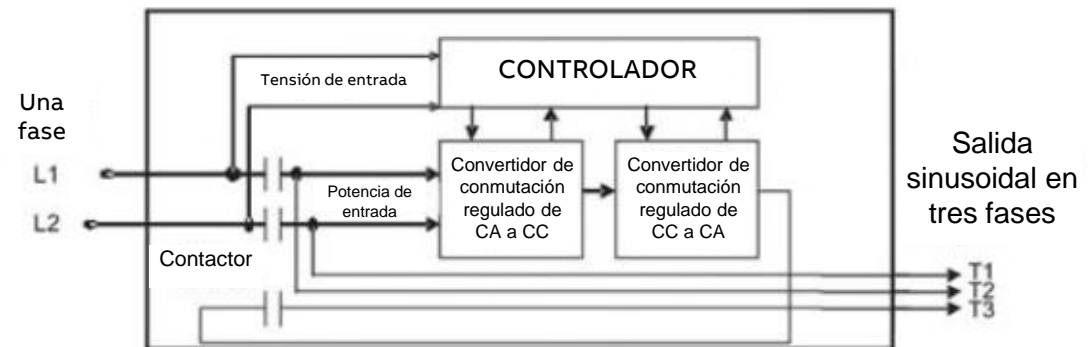 CONTROLADOR
Tensión de entrada
Una
fase
L1
L2
Potencia de
entrada
Contactor
Convertidor de
conmutación
regulado de
CA a CC
Convertidor de
conmutación
regulado de
CC a CA
Salida
sinusoidal en
tres fases
T1
T2
T3